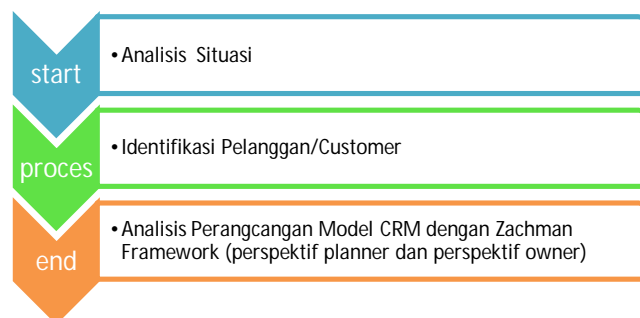 start
•Analisis Situasi
proces
•Identifikasi Pelanggan/Customer
end
•Analisis Perangcangan Model CRM dengan Zachman
Framework (perspektif planner dan perspektif owner)